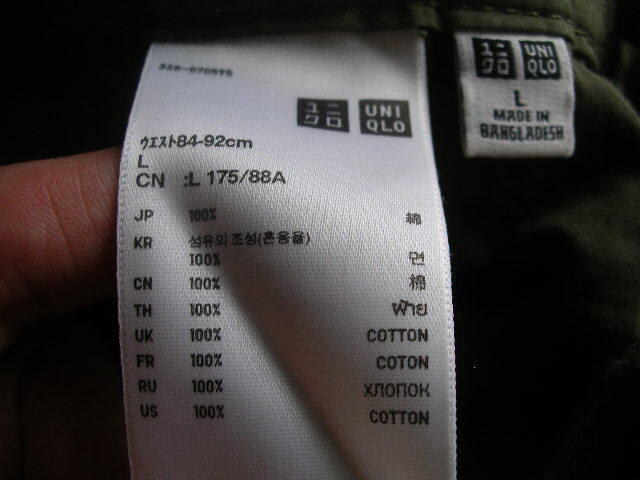 328-070595
ユニ UNI
クロ QLO
ウエスト84-92cm
L
CN :L 175/88A
JP 100% 綿
KR 섬유의 조성(혼용율)
100% 면
CN 100% 棉
TH 100% ฝ้าย
UK 100% COTTON
FR 100% COTON
RU 100% ХЛОПОК
US 100% COTTON
ユニ UNI
クロ QLO
L
MADE IN
BANGLADESH